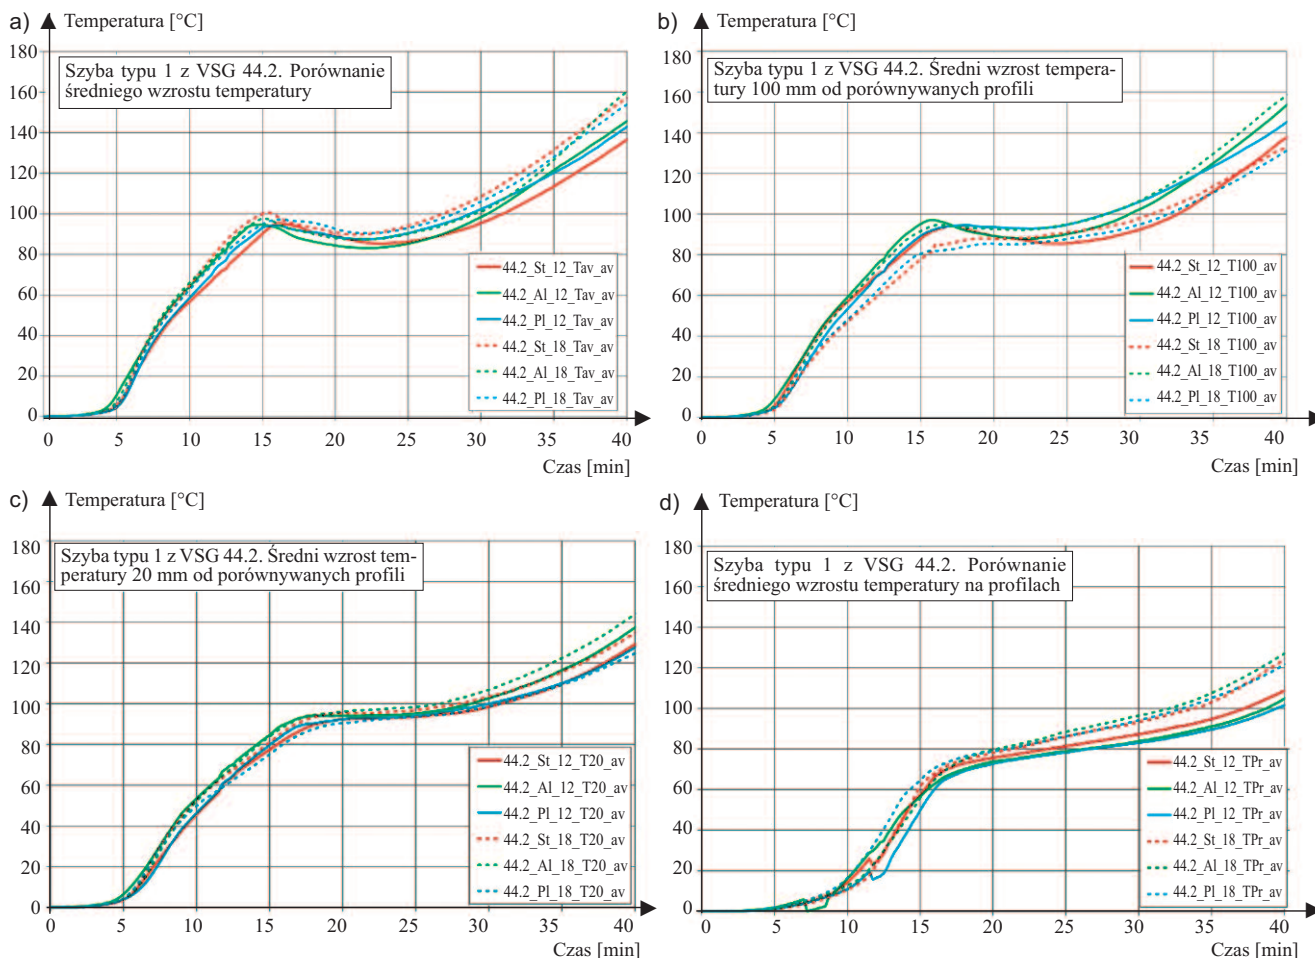 a)
Temperatura [°C]
180
160
140
120
100
80
60
40
20
0
Szyba typu 1 z VSG 44.2. Porównanie
średniego wzrostu temperatury
44.2_St_12_Tav_av
44.2_Al_12_Tav_av
44.2_Pl_12_Tav_av
44.2_St_18_Tav_av
44.2_Al_18_Tav_av
44.2_Pl_18_Tav_av
0 5 10 15 20 25 30 35 40
Czas [min]
b)
Temperatura [°C]
180
160
140
120
100
80
60
40
20
0
Szyba typu 1 z VSG 44.2. Średni wzrost tempera-
tury 100 mm od porównywanych profili
44.2_St_12_T100_av
44.2_Al_12_T100_av
44.2_Pl_12_T100_av
44.2_St_18_T100_av
44.2_Al_18_T100_av
44.2_Pl_18_T100_av
0 5 10 15 20 25 30 35 40
Czas [min]
c)
Temperatura [°C]
180
160
140
120
100
80
60
40
20
0
Szyba typu 1 z VSG 44.2. Średni wzrost tem-
peratury 20 mm od porównywanych profili
44.2_St_12_T20_av
44.2_Al_12_T20_av
44.2_Pl_12_T20_av
44.2_St_18_T20_av
44.2_Al_18_T20_av
44.2_Pl_18_T20_av
0 5 10 15 20 25 30 35 40
Czas [min]
d)
Temperatura [°C]
180
160
140
120
100
80
60
40
20
0
Szyba typu 1 z VSG 44.2. Porównanie
średniego wzrostu temperatury na profilach
44.2_St_12_TPr_av
44.2_Al_12_TPr_av
44.2_Pl_12_TPr_av
44.2_St_18_TPr_av
44.2_Al_18_TPr_av
44.2_Pl_18_TPr_av
0 5 10 15 20 25 30 35 40
Czas [min]